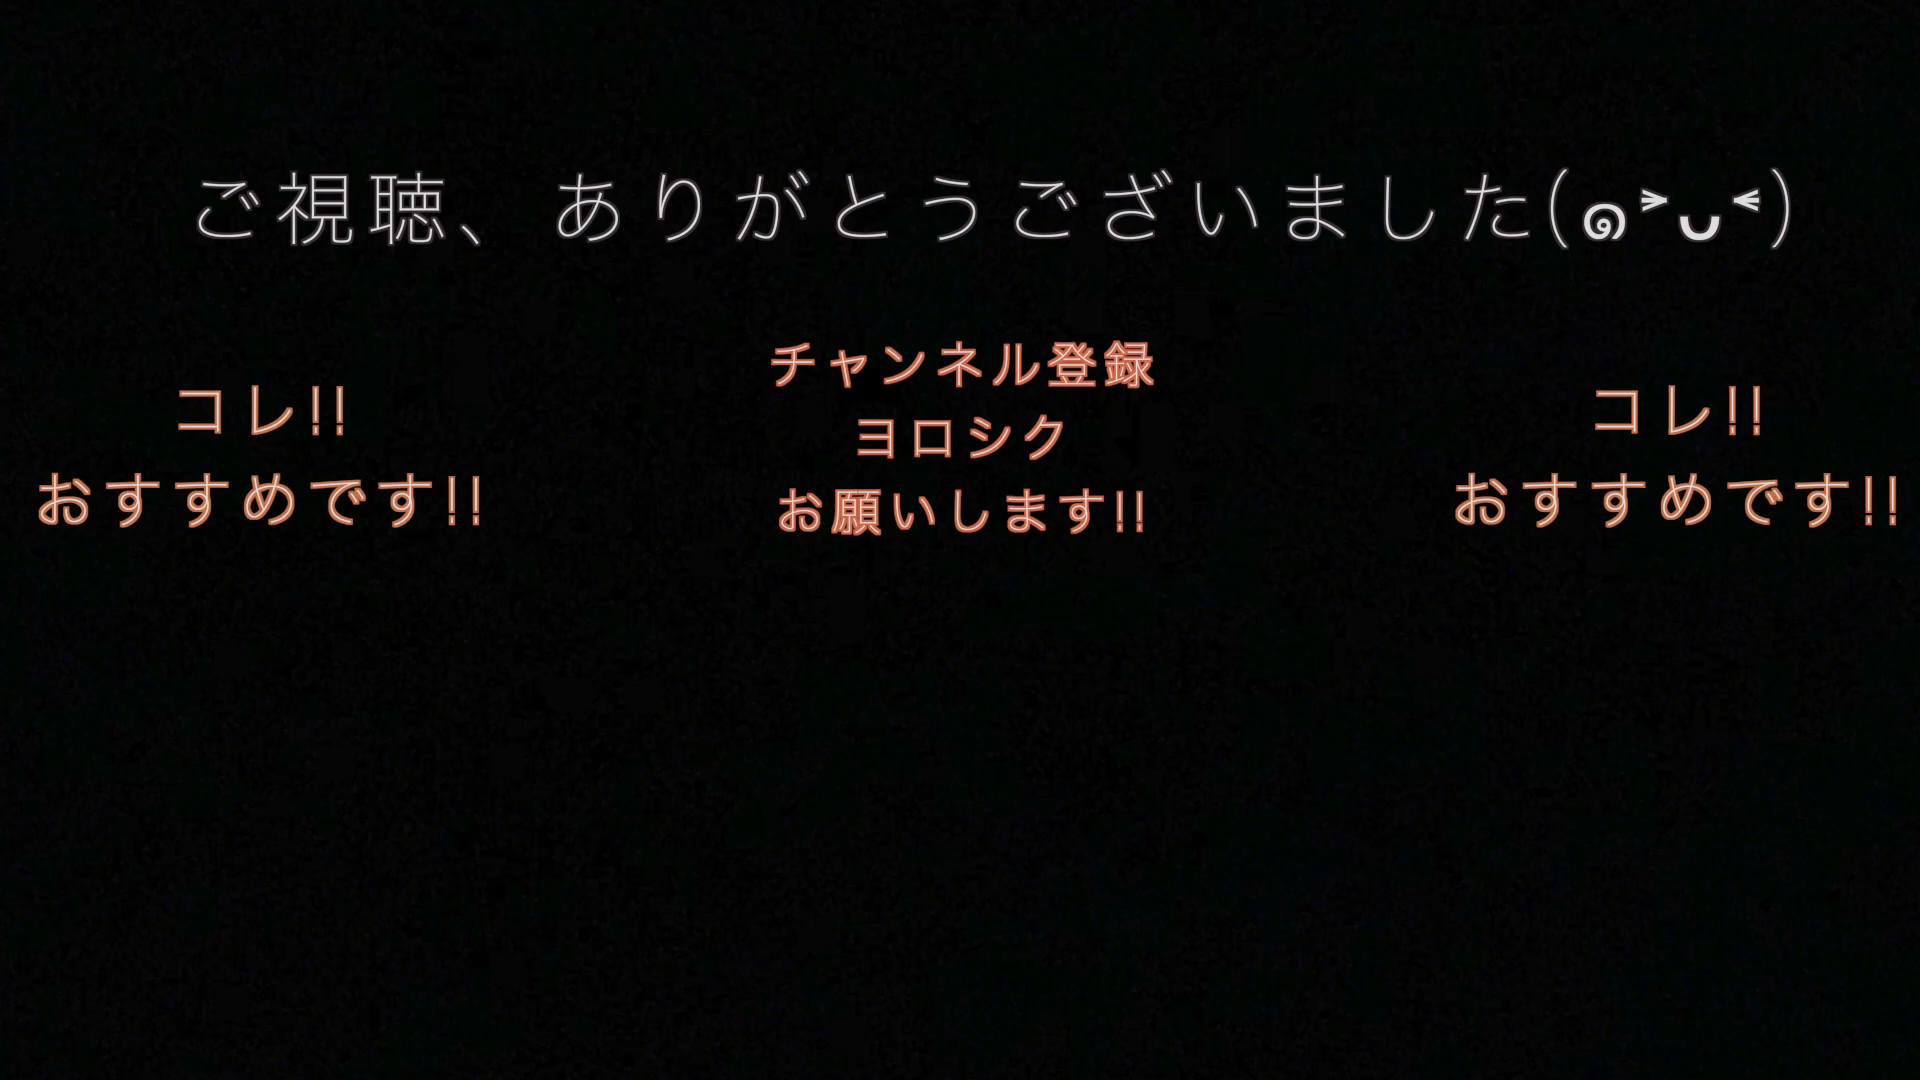 ご視聴、ありがとうございました(๑˃ᴗ˂)
コレ!!
おすすめです!!
チャンネル登録
ヨロシク
お願いします!!
コレ!!
おすすめです!!